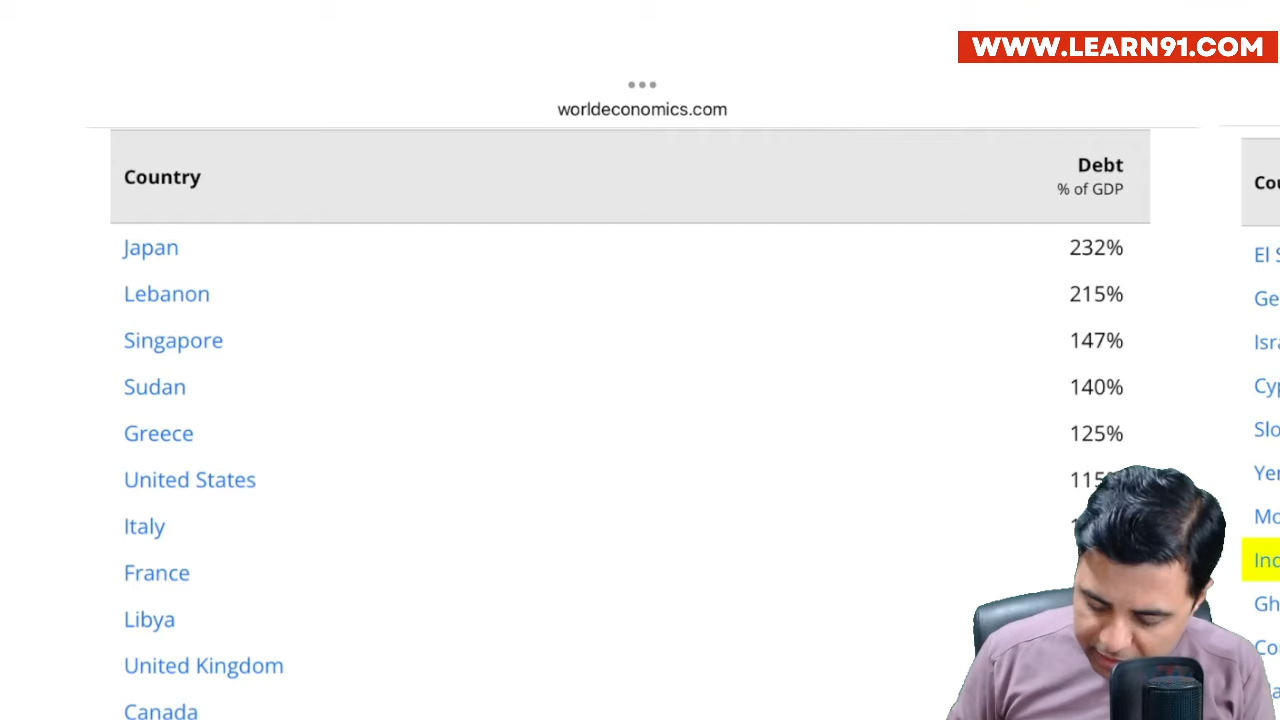 WWW.LEARN91.COM
worldeconomics.com
Country Debt
% of GDP
Japan 232%
Lebanon 215%
Singapore 147%
Sudan 140%
Greece 125%
United States
Italy
France
Libya
United Kingdom
Canada